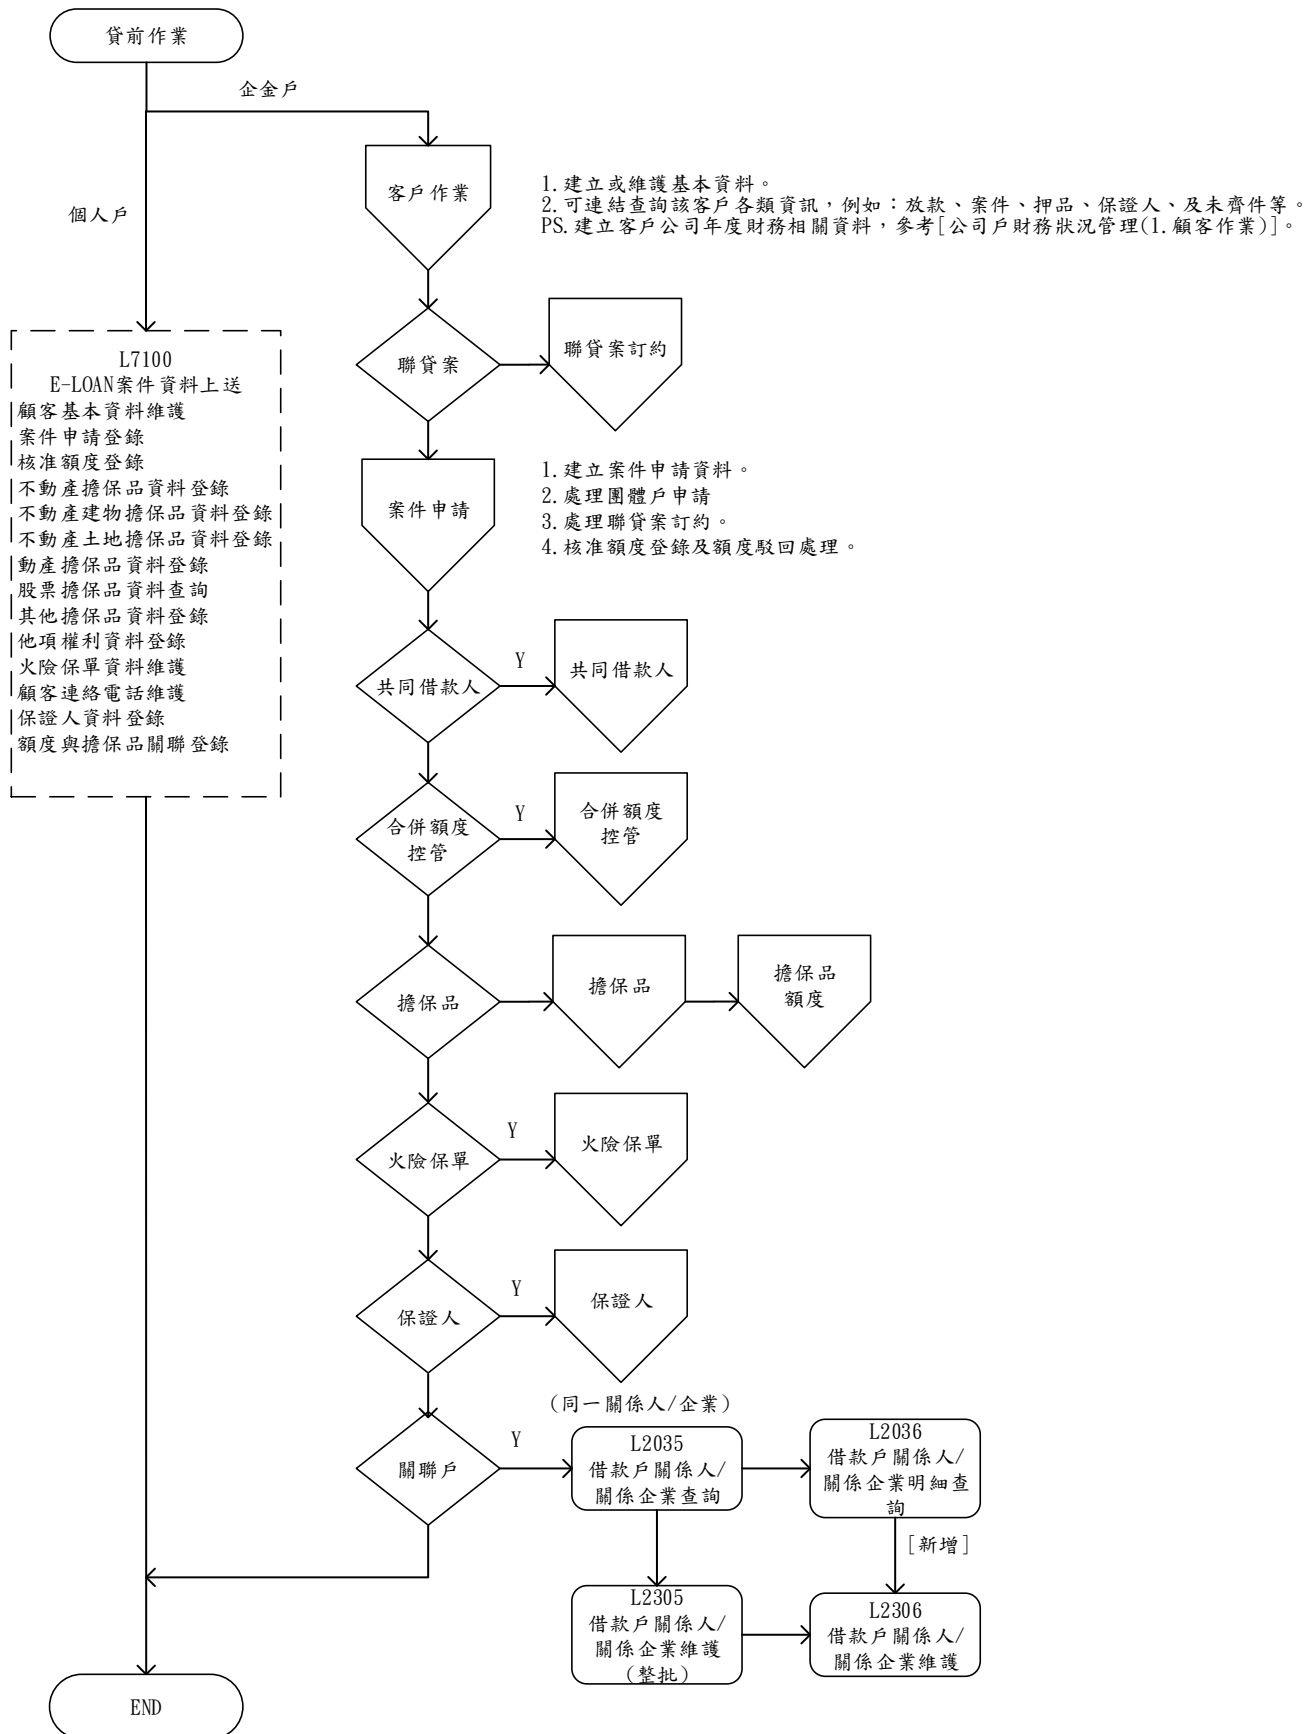 貸前作業
企金戶
個人戶
客戶作業
1.建立或維護基本資料。
2.可連結查詢該客戶各類資訊，例如：放款、案件、押品、保證人、及未齊件等。
PS.建立客戶公司年度財務相關資料，參考[公司戶財務狀況管理(1.顧客作業)]。
聯貸案
聯貸案訂約
L7100
E-LOAN案件資料上送
顧客基本資料維護
案件申請登錄
核准額度登錄
不動產擔保品資料登錄
不動產建物擔保品資料登錄
不動產土地擔保品資料登錄
動產擔保品資料登錄
股票擔保品資料查詢
其他擔保品資料登錄
他項權利資料登錄
火險保單資料維護
顧客連絡電話維護
保證人資料登錄
額度與擔保品關聯登錄
案件申請
1.建立案件申請資料。
2.處理團體戶申請
3.處理聯貸案訂約。
4.核准額度登錄及額度駁回處理。
共同借款人
Y
共同借款人
合併額度
控管
Y
合併額度
控管
擔保品
擔保品
擔保品
額度
火險保單
Y
火險保單
保證人
Y
保證人
(同一關係人/企業)
關聯戶
Y
L2035
借款戶關係人/
關係企業查詢
L2036
借款戶關係人/
關係企業明細查
詢
[新增]
L2305
借款戶關係人/
關係企業維護
(整批)
L2306
借款戶關係人/
關係企業維護
END